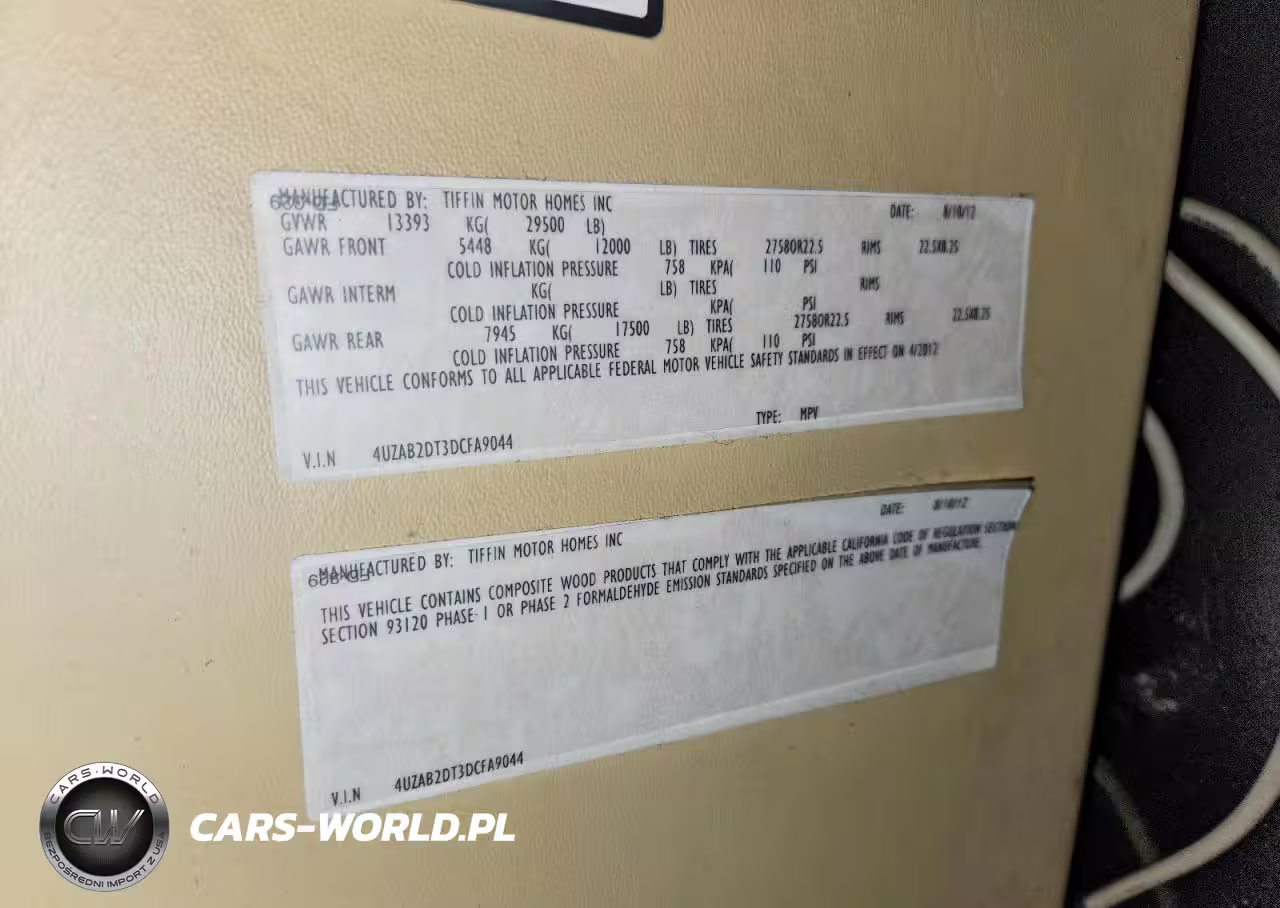 MANUFACTURED BY: TIFFIN MOTOR HOMES INC DATE: 8/10/12
GVWR 13393 KG( 29500 LB)
GAWR FRONT 5448 KG( 12000 LB) TIRES 27580R22.5 RIMS 22.5X8.25
COLD INFLATION PRESSURE 758 KPA( 110 PSI
GAWR INTERM KG( LB) TIRES RIMS
COLD INFLATION PRESSURE KPA( PSI
GAWR REAR 7945 KG( 17500 LB) TIRES 27580R22.5 RIMS 22.5X8.25
COLD INFLATION PRESSURE 758 KPA( 110 PSI
THIS VEHICLE CONFORMS TO ALL APPLICABLE FEDERAL MOTOR VEHICLE SAFETY STANDARDS IN EFFECT ON 4/2012
TYPE: MPV
V.I.N 4UZAB2DT3DCFA9044
DATE: 8/10/12
MANUFACTURED BY: TIFFIN MOTOR HOMES INC
THIS VEHICLE CONTAINS COMPOSITE WOOD PRODUCTS THAT COMPLY WITH THE APPLICABLE CALIFORNIA CODE OF REGULATION SECTION
SECTION 93120 PHASE-1 OR PHASE 2 FORMALDEHYDE EMISSION STANDARDS SPECIFIED ON THE ABOVE DATE OF MANUFACTURE.
V.I.N 4UZAB2DT3DCFA9044
CARS-WORLD
CW
BEZPOŚREDNI IMPORT Z USA
CARS-WORLD.PL